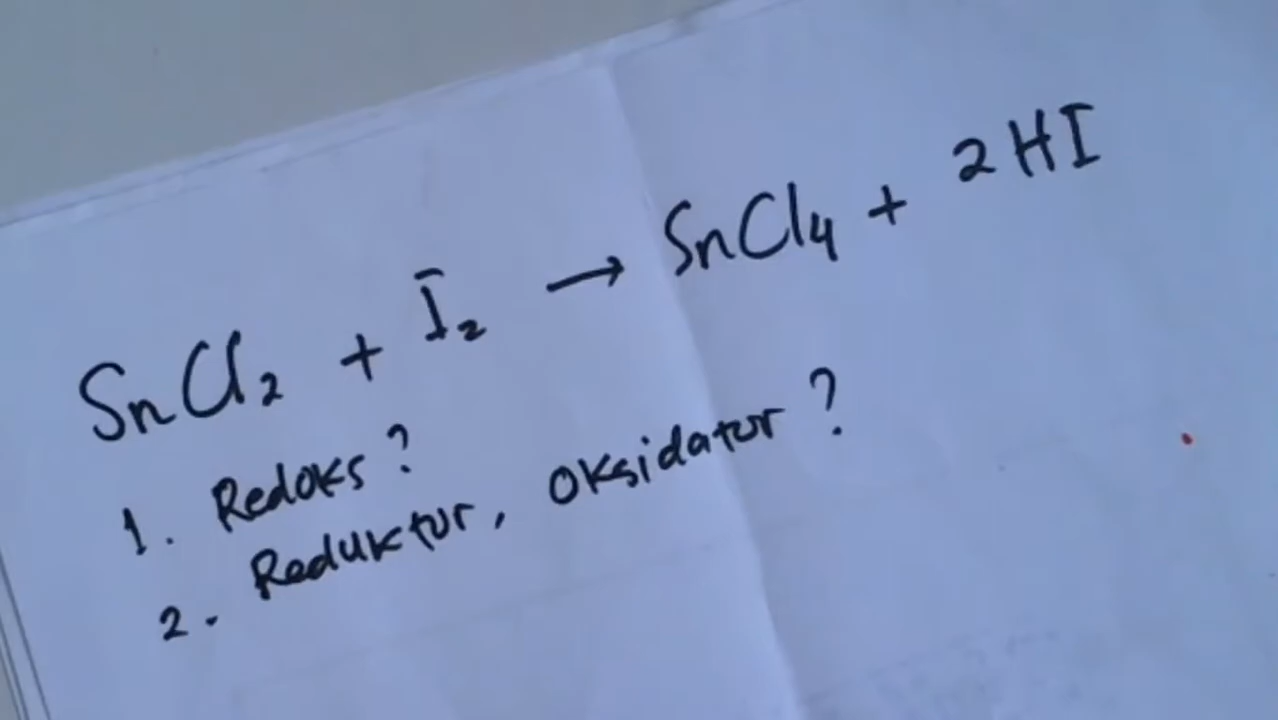 SnCl₂ + I₂ → SnCl₄ + 2HI
1. Redoks?
2. Reduktor, oksidator?